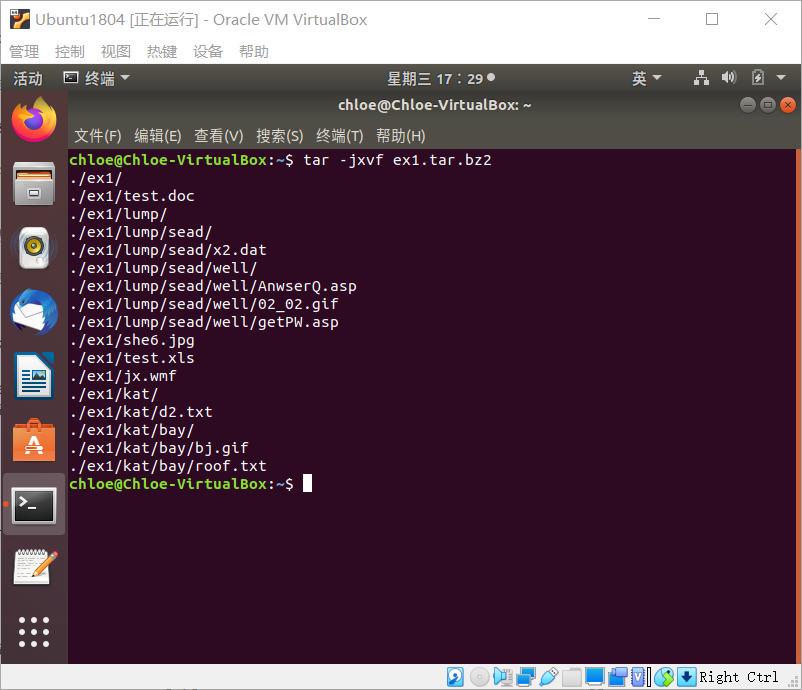 Ubuntu1804 [正在运行] - Oracle VM VirtualBox
管理 控制 视图 热键 设备 帮助
活动 终端 星期三 17：29 英
chloe@Chloe-VirtualBox: ~
文件(F) 编辑(E) 查看(V) 搜索(S) 终端(T) 帮助(H)
chloe@Chloe-VirtualBox:~$ tar -jxvf ex1.tar.bz2
./ex1/
./ex1/test.doc
./ex1/lump/
./ex1/lump/sead/
./ex1/lump/sead/x2.dat
./ex1/lump/sead/well/
./ex1/lump/sead/well/AnwserQ.asp
./ex1/lump/sead/well/02_02.gif
./ex1/lump/sead/well/getPW.asp
./ex1/she6.jpg
./ex1/test.xls
./ex1/jx.wmf
./ex1/kat/
./ex1/kat/d2.txt
./ex1/kat/bay/
./ex1/kat/bay/bj.gif
./ex1/kat/bay/roof.txt
chloe@Chloe-VirtualBox:~$
Right Ctrl